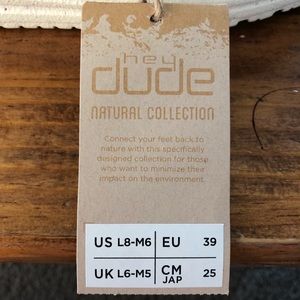 hey
dude
NATURAL COLLECTION
Connect your feet back to
nature with this specifically
designed collection for those
who want to minimize their
impact on the environment.
US L8-M6 EU 39
UK L6-M5 CM JAP 25